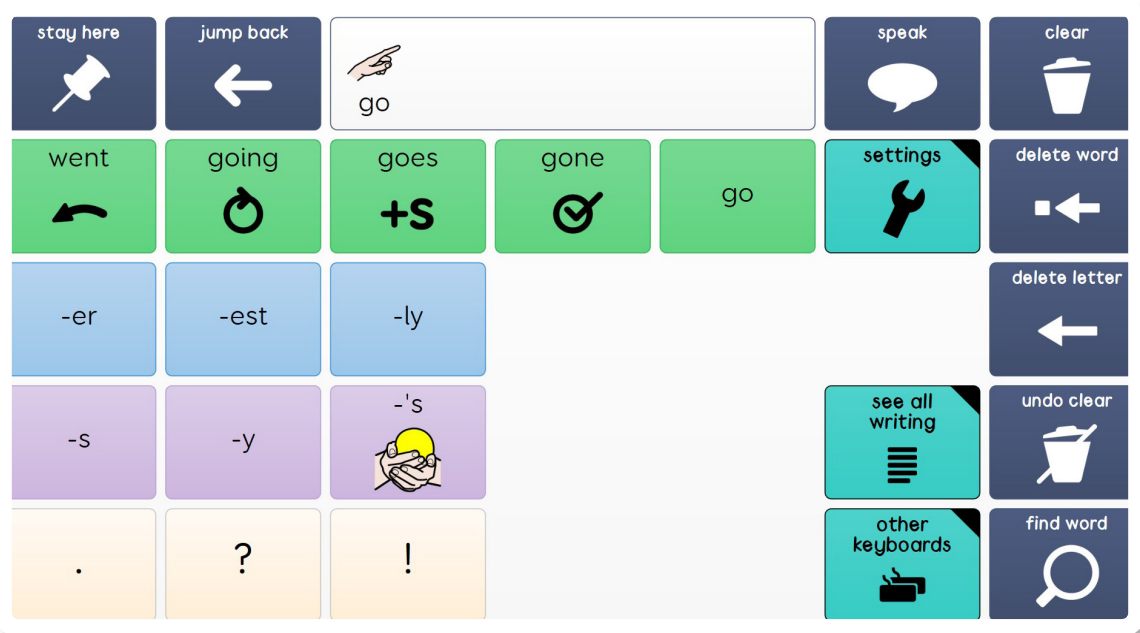 stay here
jump back
go
speak
clear
went
going
goes
+s
gone
go
settings
delete word
-er
-est
-ly
delete letter
-s
-y
-'s
see all
writing
undo clear
.
?
!
other
keyboards
find word